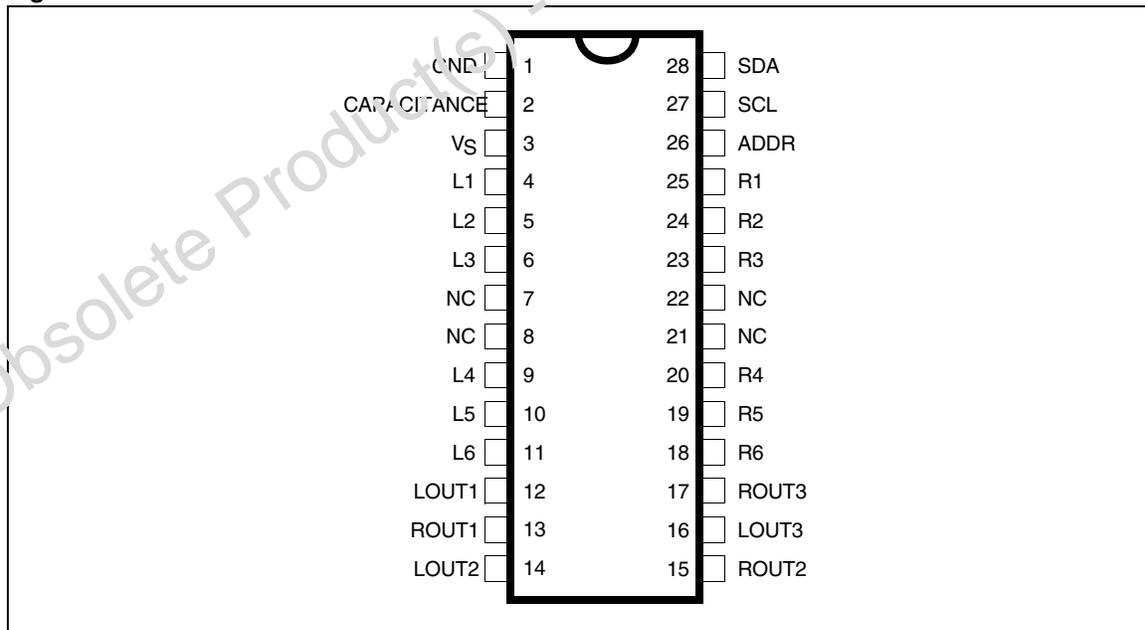 Obsolete Product(s) -
GND 1 28 SDA
CAPACITANCE 2 27 SCL
VS 3 26 ADDR
L1 4 25 R1
L2 5 24 R2
L3 6 23 R3
NC 7 22 NC
NC 8 21 NC
L4 9 20 R4
L5 10 19 R5
L6 11 18 R6
LOUT1 12 17 ROUT3
ROUT1 13 16 LOUT3
LOUT2 14 15 ROUT2